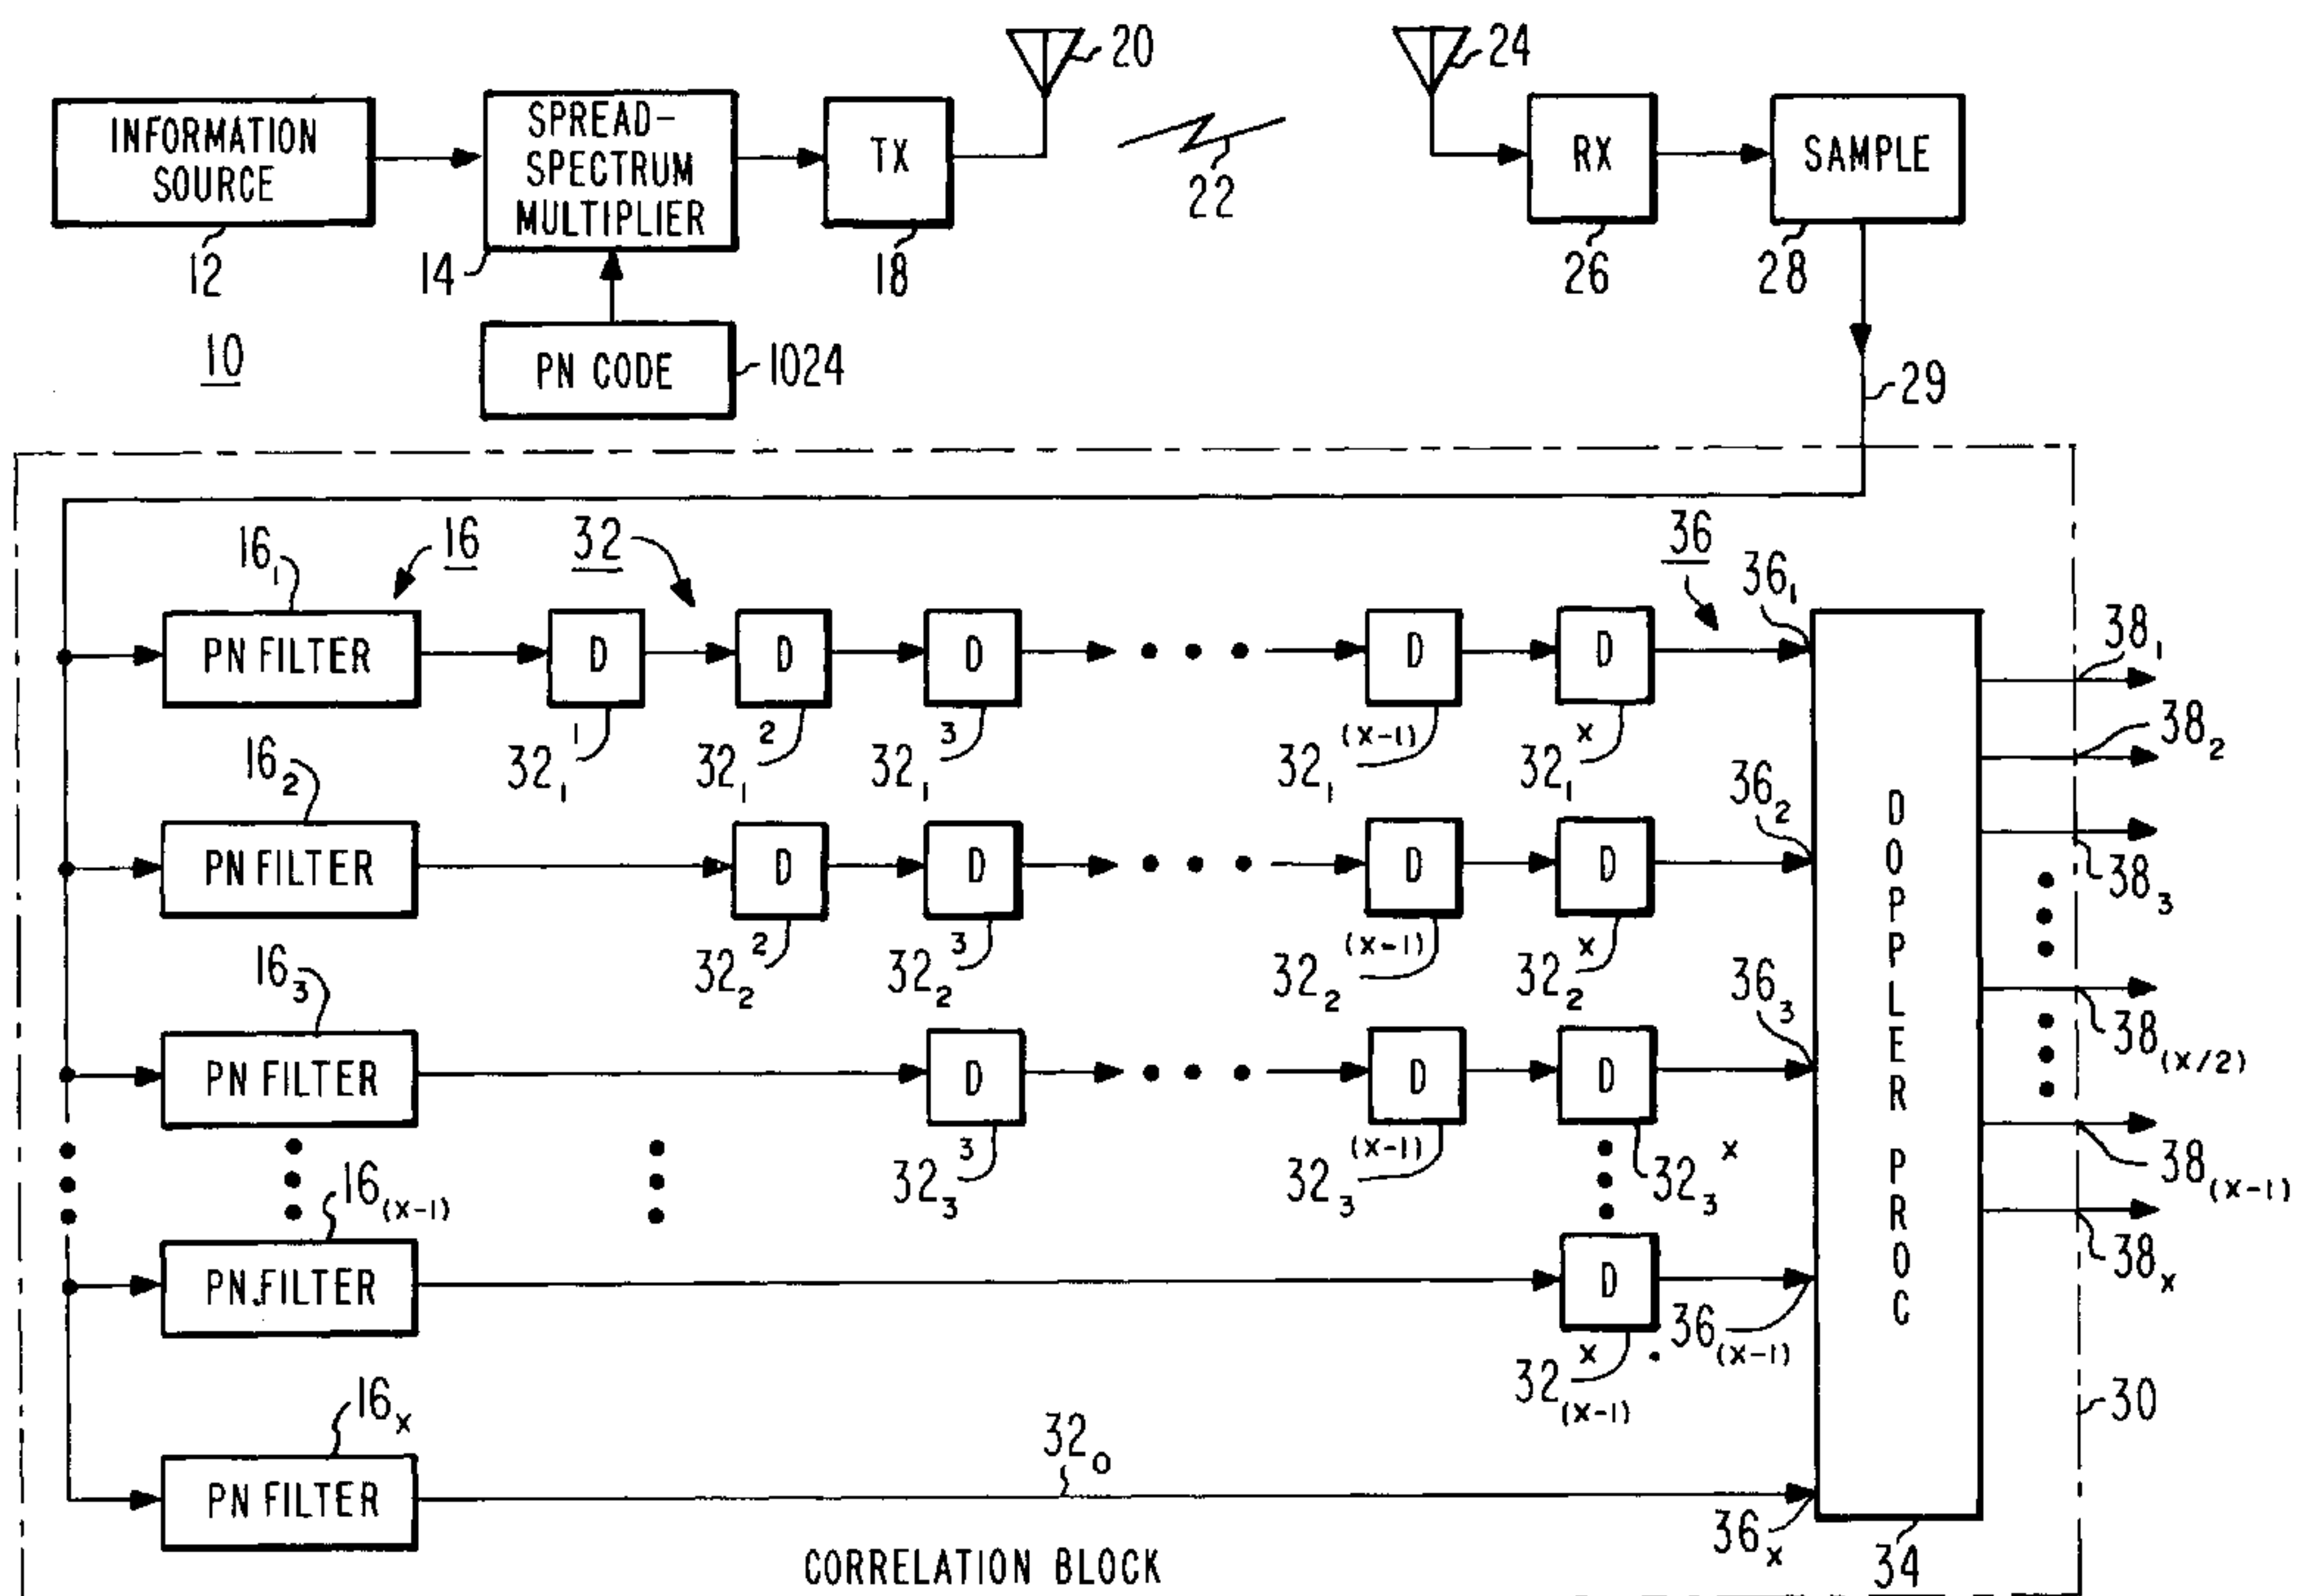 20
24
INFORMATION
SOURCE
SPREAD-
SPECTRUM
MULTIPLIER
TX
RX
SAMPLE
22
12
14
18
26
28
10
PN CODE
1024
29
16₁
16
32
36
36₁
PN FILTER
D
D
D
D
D
38₁
32₁¹
32₁²
32₁³
32₁⁽ˣ⁻¹⁾
32₁ˣ
38₂
16₂
36₂
PN FILTER
D
D
D
D
38₃
32₂²
32₂³
32₂⁽ˣ⁻¹⁾
32₂ˣ
16₃
36₃
PN FILTER
D
D
D
38(x/2)
32₃³
32₃⁽ˣ⁻¹⁾
32₃ˣ
DOPPLER PROC
38(x-1)
16(x-1)
PN FILTER
D
38ₓ
36(x-1)
32(x-1)ˣ
30
16ₓ
32₀
PN FILTER
36ₓ
34
CORRELATION BLOCK